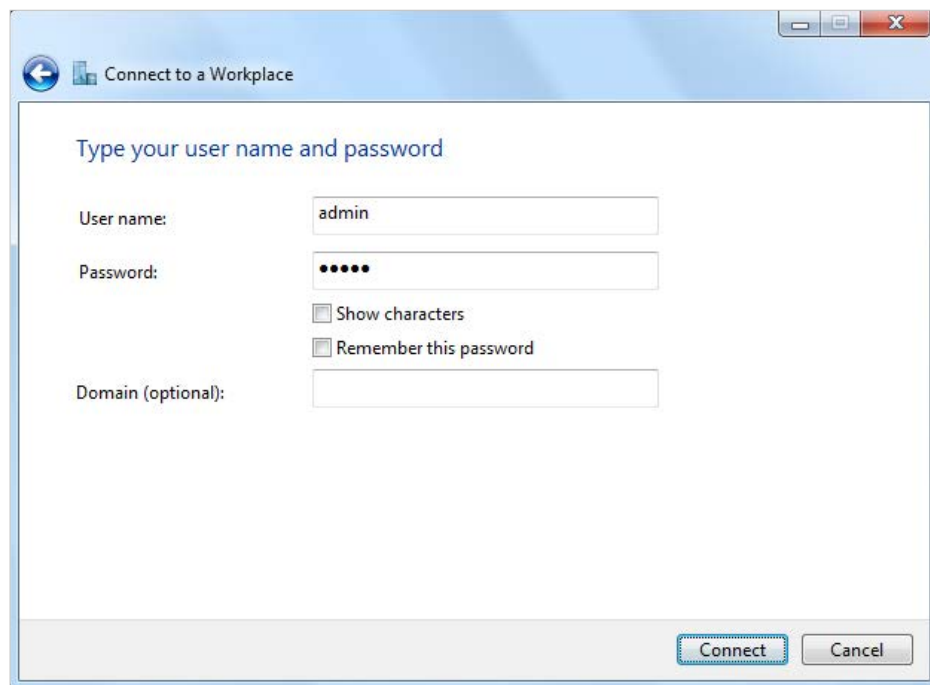 Connect to a Workplace
Type your user name and password
User name:
admin
Password:
•••••
Show characters
Remember this password
Domain (optional):
Connect
Cancel